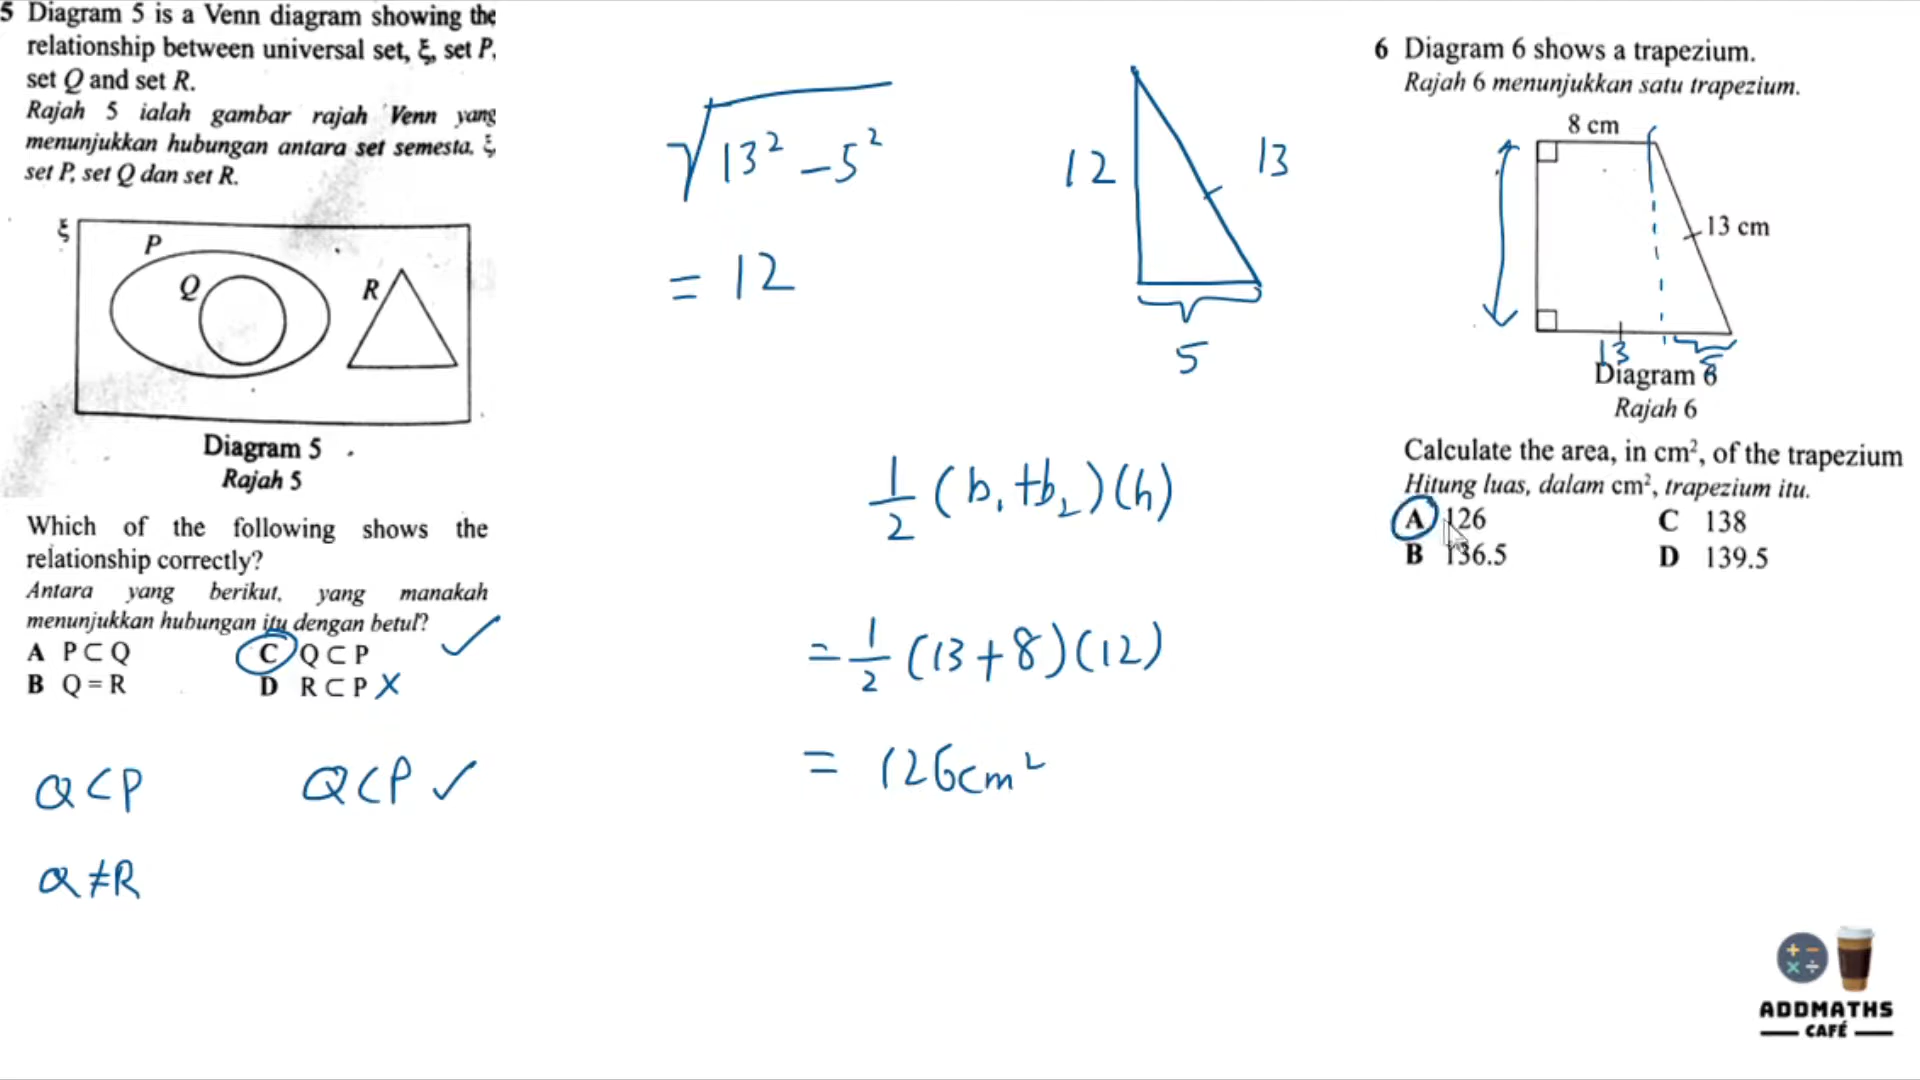 5 Diagram 5 is a Venn diagram showing the
relationship between universal set, ξ, set P,
set Q and set R.
Rajah 5 ialah gambar rajah Venn yang
menunjukkan hubungan antara set semesta, ξ,
set P, set Q dan set R.
ξ
P
Q
R
Diagram 5
Rajah 5
Which of the following shows the
relationship correctly?
Antara yang berikut, yang manakah
menunjukkan hubungan itu dengan betul?
A P ⊂ Q
C Q ⊂ P ✓
B Q = R
D R ⊂ P X
Q ⊂ P
Q ⊂ P ✓
Q ≠ R
√13² – 5²
= 12
12
13
5
½ (b₁ + b₂)(h)
= ½ (13 + 8)(12)
= 126cm²
6 Diagram 6 shows a trapezium.
Rajah 6 menunjukkan satu trapezium.
8 cm
13 cm
13
5
Diagram 6
Rajah 6
Calculate the area, in cm², of the trapezium
Hitung luas, dalam cm², trapezium itu.
A 126
C 138
B 136.5
D 139.5
+ −
× ÷
ADDMATHS
CAFÉ